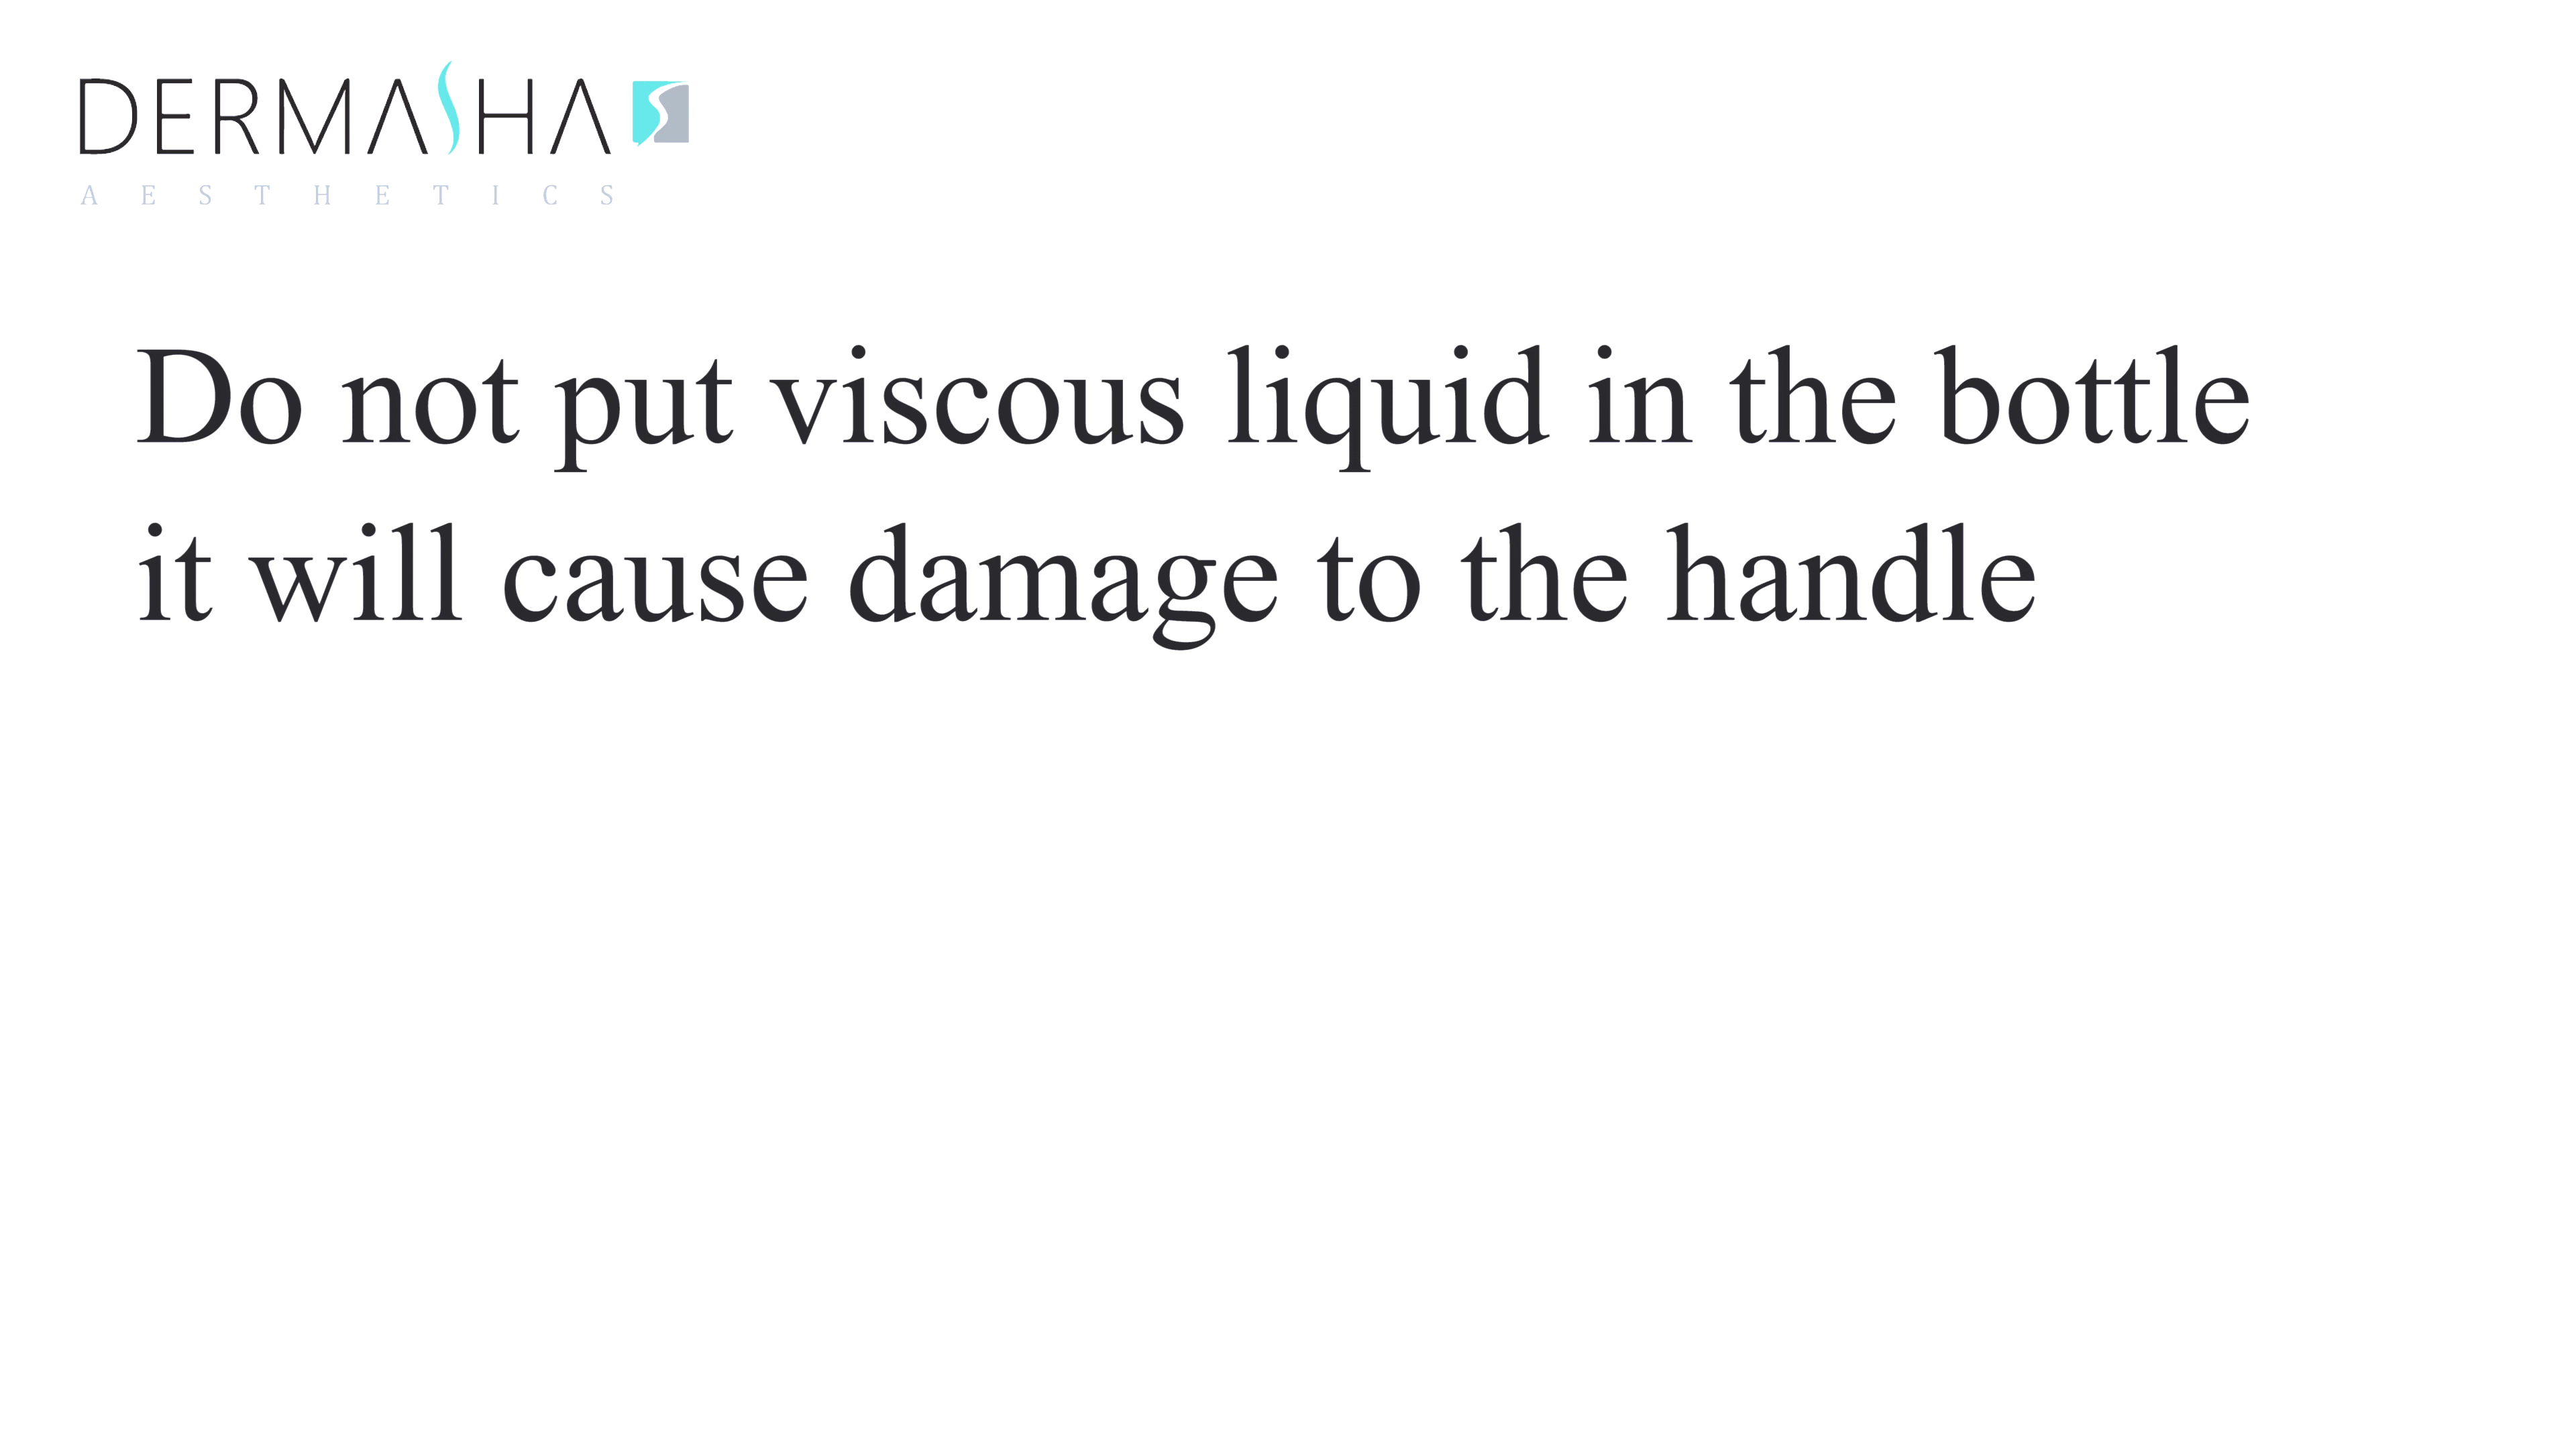 DERMASHA
AESTHETICS
Do not put viscous liquid in the bottle
it will cause damage to the handle